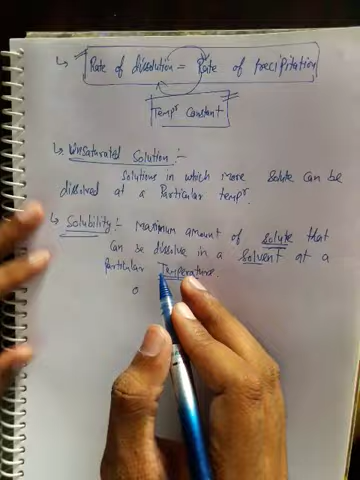 ↳ Rate of dissolution = Rate of Precipitation
Tempr Constant
↳ Unsaturated Solution :-
Solutions in which more Solute can be
dissolved at a Particular tempr.
↳ Solubility :- Maximum amount of Solute that
Can be dissolve in a Solvent at a
Particular Temperature.